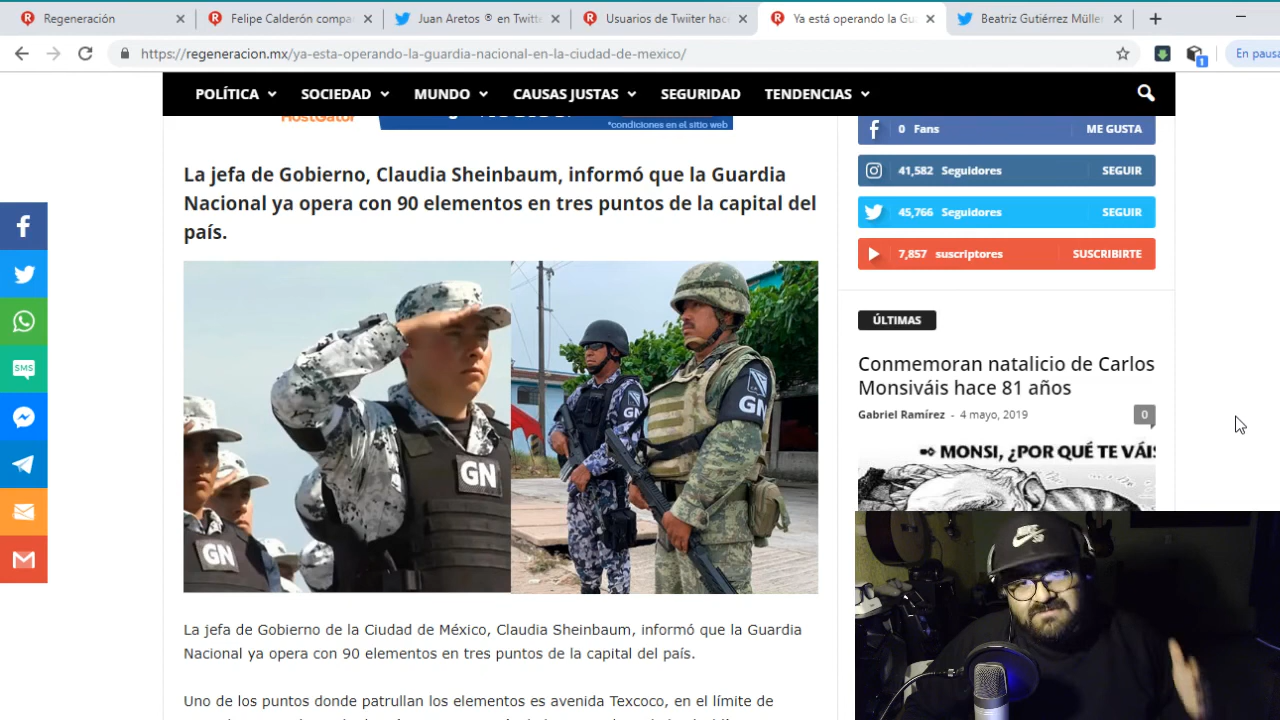 Regeneración
Felipe Calderón compa
Juan Aretos ® en Twitt
Usuarios de Twiiter hac
Ya está operando la Gu
Beatriz Gutiérrez Müller
https://regeneracion.mx/ya-esta-operando-la-guardia-nacional-en-la-ciudad-de-mexico/
1
En pausa
POLÍTICA SOCIEDAD MUNDO CAUSAS JUSTAS SEGURIDAD TENDENCIAS
HostGator
*condiciones en el sitio web
La jefa de Gobierno, Claudia Sheinbaum, informó que la Guardia
Nacional ya opera con 90 elementos en tres puntos de la capital del
país.
SMS
GN
GN
GN
GN
La jefa de Gobierno de la Ciudad de México, Claudia Sheinbaum, informó que la Guardia
Nacional ya opera con 90 elementos en tres puntos de la capital del país.
Uno de los puntos donde patrullan los elementos es avenida Texcoco, en el límite de
0 Fans ME GUSTA
41,582 Seguidores SEGUIR
45,766 Seguidores SEGUIR
7,857 suscriptores SUSCRIBIRTE
ÚLTIMAS
Conmemoran natalicio de Carlos
Monsiváis hace 81 años
Gabriel Ramírez - 4 mayo, 2019 0
MONSI, ¿POR QUÉ TE VÁIS